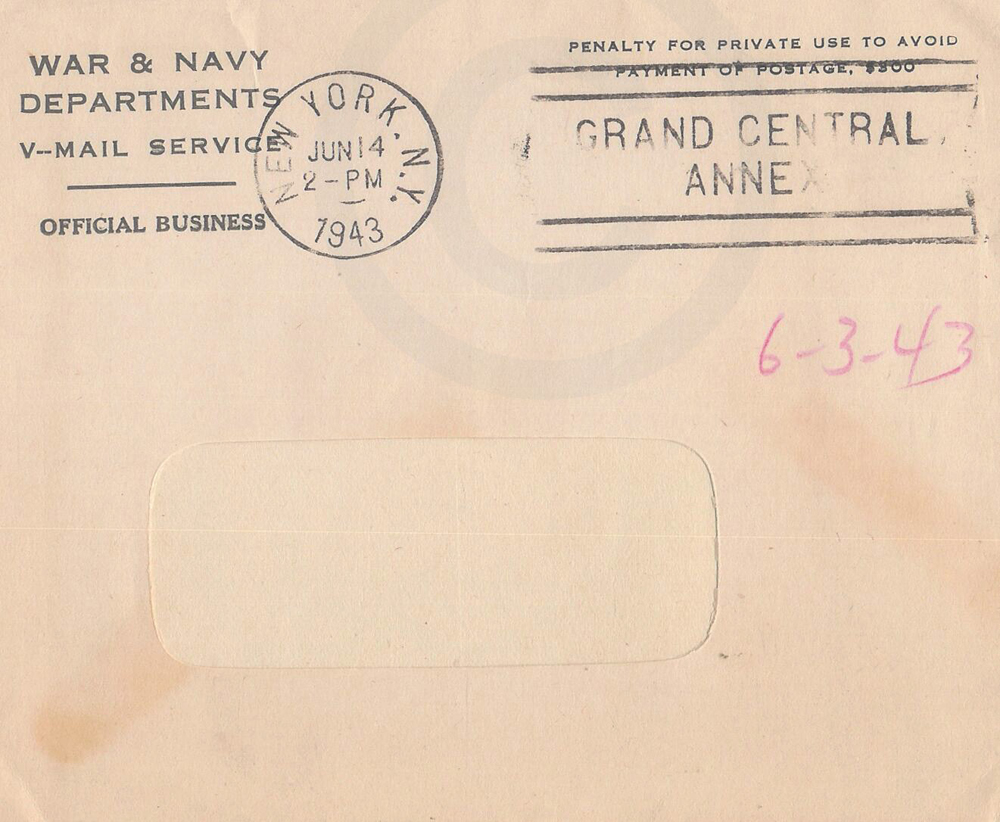 WAR & NAVY
DEPARTMENTS
V--MAIL SERVICE
OFFICIAL BUSINESS
NEW YORK, N.Y.
JUN 14
2-PM
1943
PENALTY FOR PRIVATE USE TO AVOID
PAYMENT OF POSTAGE, $300
GRAND CENTRAL
ANNEX
6-3-43